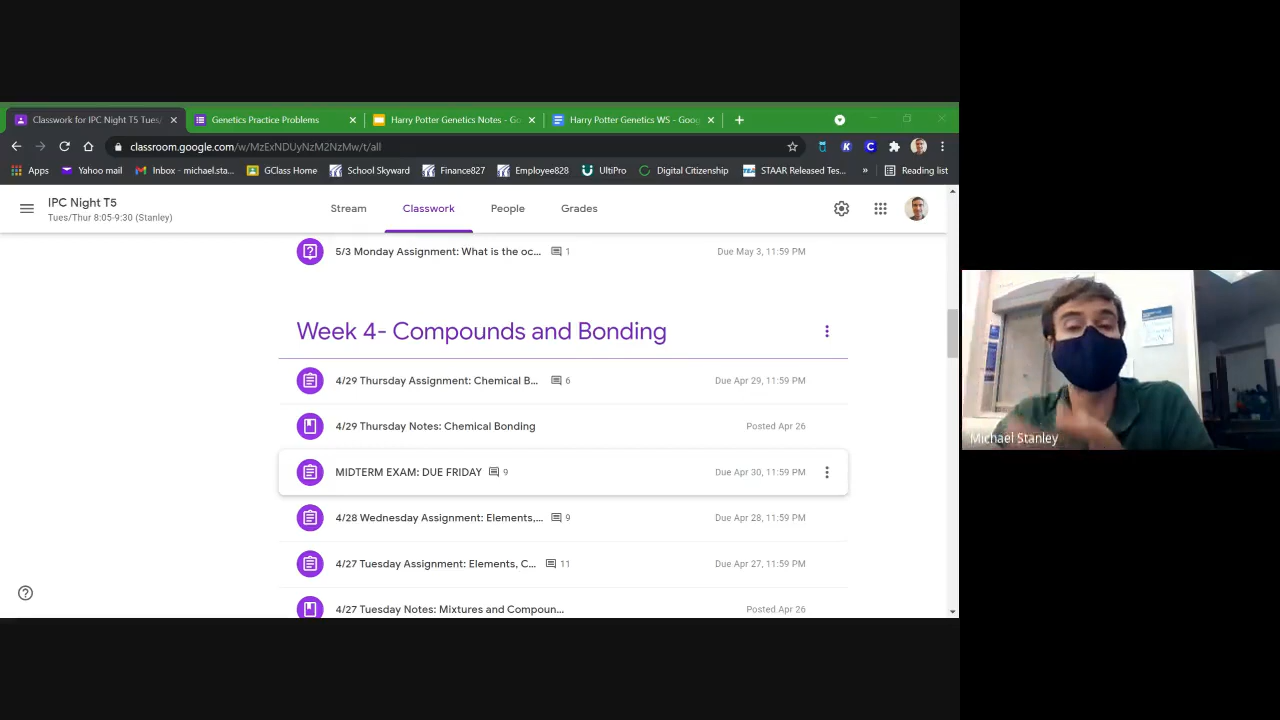 Classwork for IPC Night T5 Tues/
Genetics Practice Problems
Harry Potter Genetics Notes - Go
Harry Potter Genetics WS - Goog
classroom.google.com/w/MzExNDUyNzM2NzMw/t/all
Apps
Yahoo mail
Inbox - michael.sta...
GClass Home
School Skyward
Finance827
Employee828
UltiPro
Digital Citizenship
STAAR Released Tes...
»
Reading list
IPC Night T5
Tues/Thur 8:05-9:30 (Stanley)
Stream
Classwork
People
Grades
5/3 Monday Assignment: What is the oc... 1 Due May 3, 11:59 PM
Week 4- Compounds and Bonding
4/29 Thursday Assignment: Chemical B... 6 Due Apr 29, 11:59 PM
4/29 Thursday Notes: Chemical Bonding Posted Apr 26
MIDTERM EXAM: DUE FRIDAY 9 Due Apr 30, 11:59 PM
4/28 Wednesday Assignment: Elements,... 9 Due Apr 28, 11:59 PM
4/27 Tuesday Assignment: Elements, C... 11 Due Apr 27, 11:59 PM
4/27 Tuesday Notes: Mixtures and Compoun... Posted Apr 26
Michael Stanley